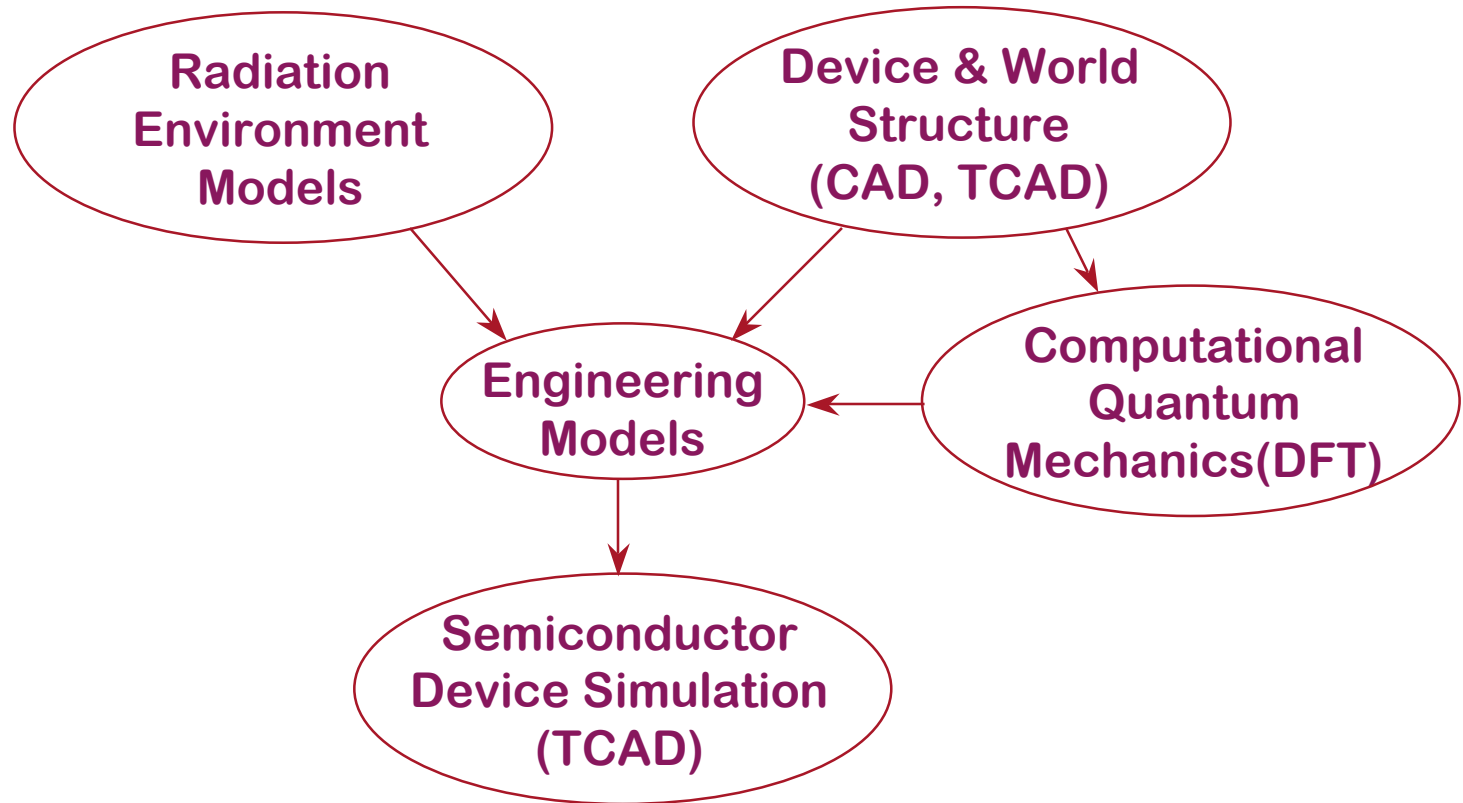 Radiation
Environment
Models
Device & World
Structure
(CAD, TCAD)
Engineering
Models
Computational
Quantum
Mechanics(DFT)
Semiconductor
Device Simulation
(TCAD)